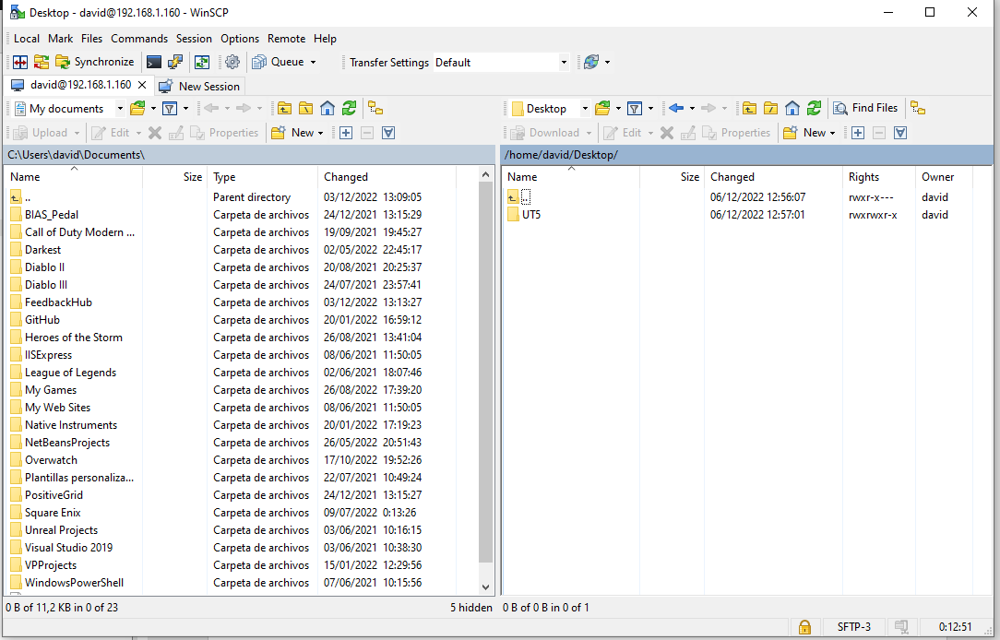 Desktop - david@192.168.1.160 - WinSCP
Local Mark Files Commands Session Options Remote Help
Synchronize Queue Transfer Settings Default
david@192.168.1.160 New Session
My documents Desktop Find Files
Upload Edit Properties New Download Edit Properties New
C:\Users\david\Documents\ /home/david/Desktop/
Name Size Type Changed Name Size Changed Rights Owner
.. Parent directory 03/12/2022 13:09:05 .. 06/12/2022 12:56:07 rwxr-x--- david
BIAS_Pedal Carpeta de archivos 24/12/2021 13:15:29 UT5 06/12/2022 12:57:01 rwxrwxr-x david
Call of Duty Modern ... Carpeta de archivos 19/09/2021 19:45:27
Darkest Carpeta de archivos 02/05/2022 22:45:17
Diablo II Carpeta de archivos 20/08/2021 20:25:37
Diablo III Carpeta de archivos 24/07/2021 23:57:41
FeedbackHub Carpeta de archivos 03/12/2022 13:13:27
GitHub Carpeta de archivos 20/01/2022 16:59:12
Heroes of the Storm Carpeta de archivos 26/08/2021 13:41:04
IISExpress Carpeta de archivos 08/06/2021 11:50:05
League of Legends Carpeta de archivos 02/06/2021 18:07:46
My Games Carpeta de archivos 26/08/2022 17:39:20
My Web Sites Carpeta de archivos 08/06/2021 11:50:05
Native Instruments Carpeta de archivos 20/01/2022 17:19:23
NetBeansProjects Carpeta de archivos 26/05/2022 20:51:43
Overwatch Carpeta de archivos 17/10/2022 19:52:26
Plantillas personaliza... Carpeta de archivos 22/07/2021 10:49:24
PositiveGrid Carpeta de archivos 24/12/2021 13:15:27
Square Enix Carpeta de archivos 09/07/2022 0:13:26
Unreal Projects Carpeta de archivos 03/06/2021 10:16:15
Visual Studio 2019 Carpeta de archivos 03/06/2021 10:38:30
VPProjects Carpeta de archivos 15/01/2022 12:29:56
WindowsPowerShell Carpeta de archivos 07/06/2021 10:15:56
0 B of 11,2 KB in 0 of 23 5 hidden 0 B of 0 B in 0 of 1
SFTP-3 0:12:51